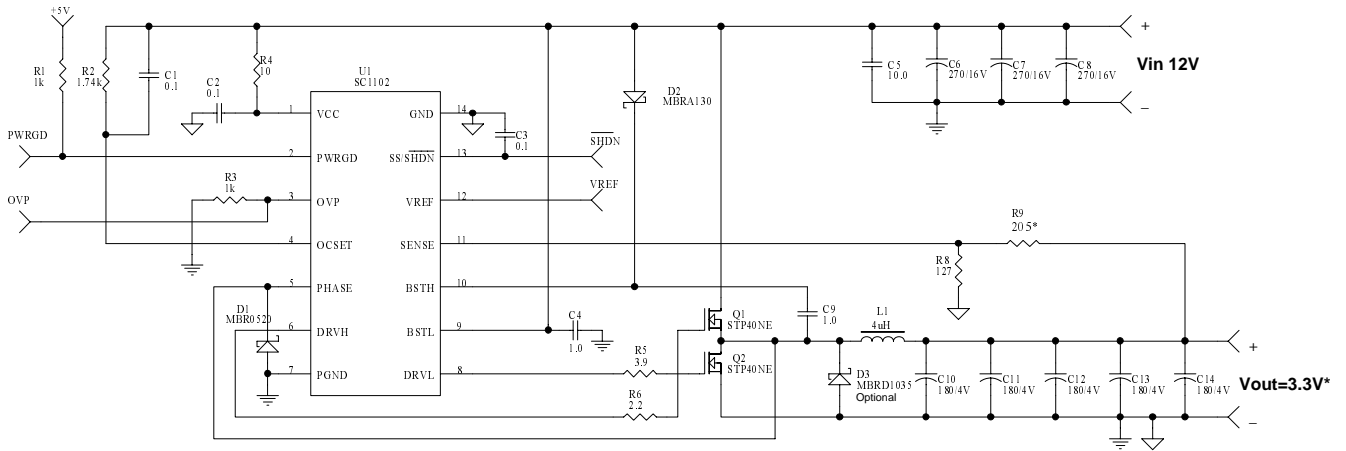 +5V
R1
1k
R2
1.74k
C1
0.1
C2
0.1
R4
10
U1
SC1102
1
VCC
GND
14
2
PWRGD
SS/SHDN
13
3
OVP
VREF
12
4
OCSET
SENSE
11
5
PHASE
BSTH
10
6
DRVH
BSTL
9
7
PGND
DRVL
8
PWRGD
OVP
R3
1k
D1
MBR0520
C3
0.1
SHDN
VREF
D2
MBRA130
C5
10.0
C6
270/16V
C7
270/16V
C8
270/16V
+
Vin 12V
_
R9
205*
R8
127
C4
1.0
R5
3.9
R6
2.2
Q1
STP40NE
Q2
STP40NE
C9
1.0
L1
4uH
D3
MBRD1035
Optional
C10
180/4V
C11
180/4V
C12
180/4V
C13
180/4V
C14
180/4V
+
Vout=3.3V*
_